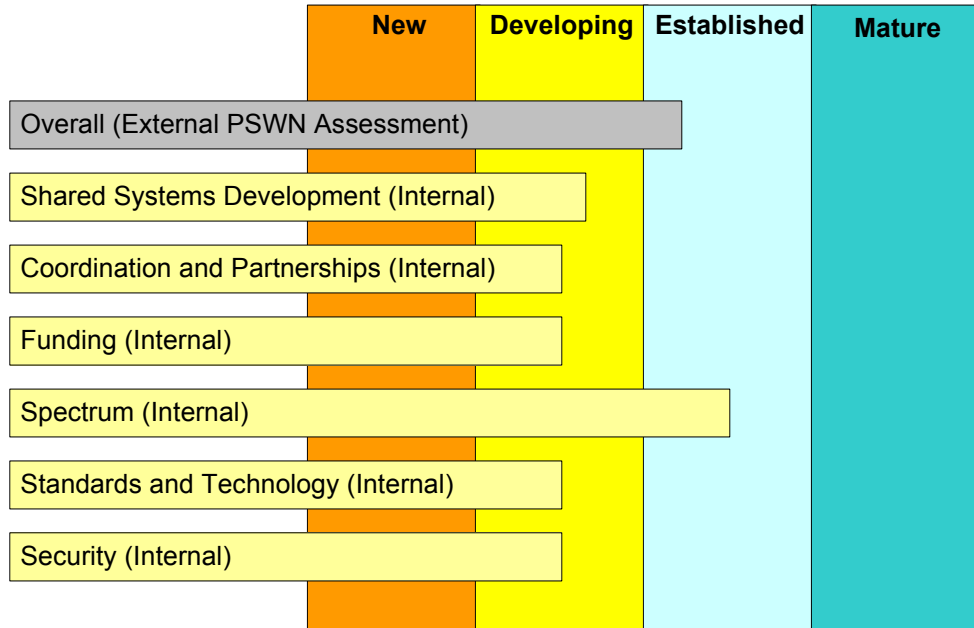 New Developing Established Mature
Overall (External PSWN Assessment)
Shared Systems Development (Internal)
Coordination and Partnerships (Internal)
Funding (Internal)
Spectrum (Internal)
Standards and Technology (Internal)
Security (Internal)